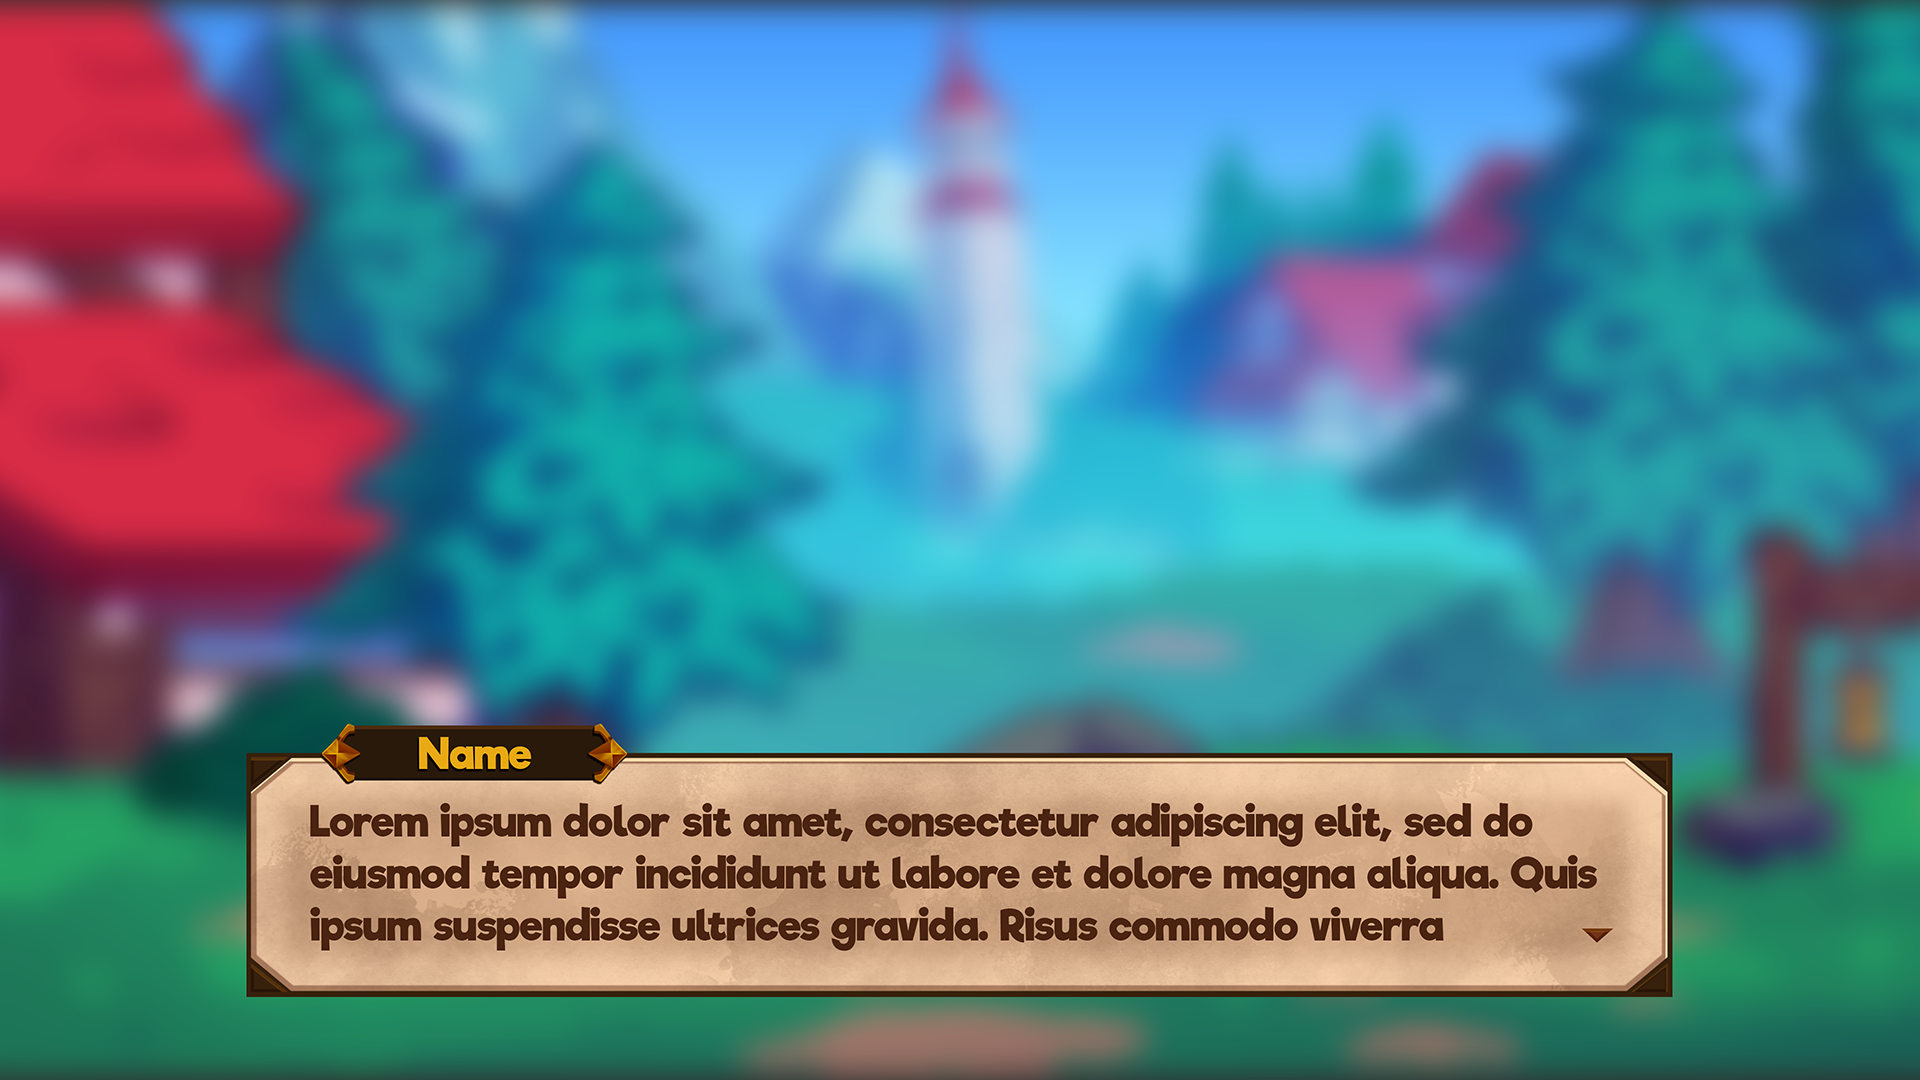 Name
Lorem ipsum dolor sit amet, consectetur adipiscing elit, sed do
eiusmod tempor incididunt ut labore et dolore magna aliqua. Quis
ipsum suspendisse ultrices gravida. Risus commodo viverra